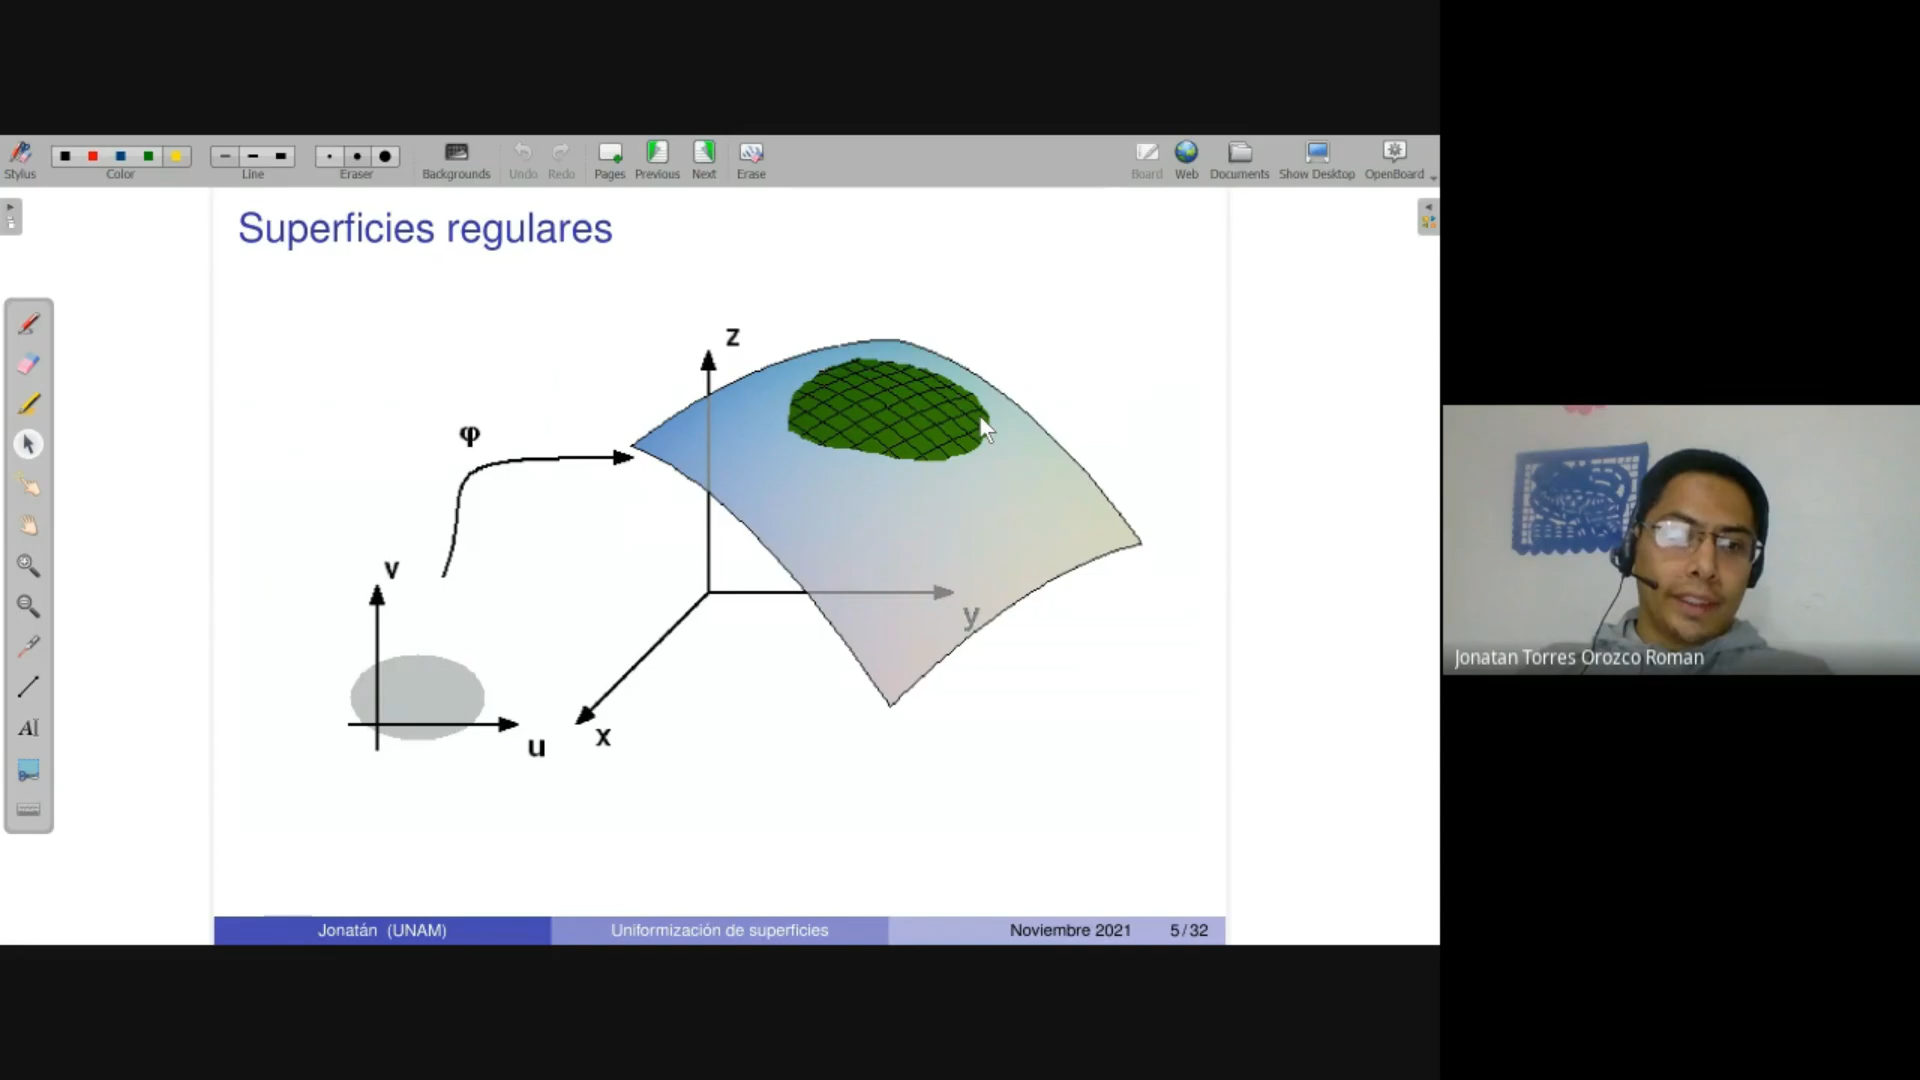 Stylus
Color
Line
Eraser
Backgrounds
Undo
Redo
Pages
Previous
Next
Erase
Board
Web
Documents
Show Desktop
OpenBoard
Superficies regulares
z
φ
v
y
u
x
AI
Jonatan Torres Orozco Roman
Jonatán (UNAM)
Uniformización de superficies
Noviembre 2021
5/32